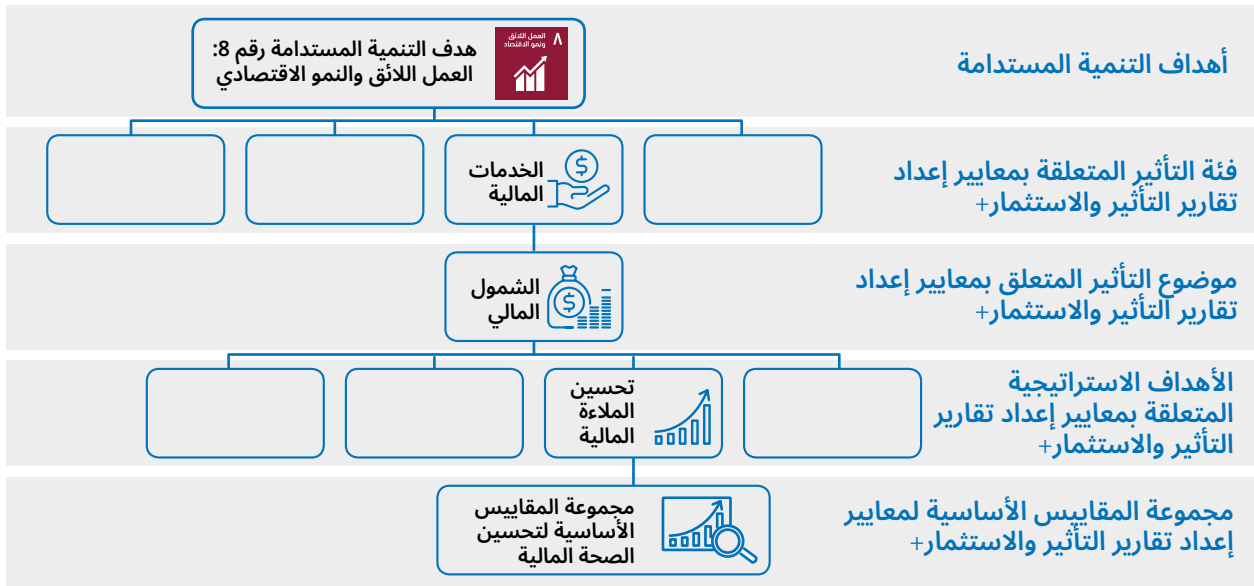 أهداف التنمية المستدامة
هدف التنمية المستدامة رقم 8:
العمل اللائق والنمو الاقتصادي
٨ العمل اللائق
ونمو الاقتصاد
فئة التأثير المتعلقة بمعايير إعداد
تقارير التأثير والاستثمار+
الخدمات
المالية
موضوع التأثير المتعلق بمعايير إعداد
تقارير التأثير والاستثمار+
الشمول
المالي
الأهداف الاستراتيجية
المتعلقة بمعايير إعداد تقارير
التأثير والاستثمار+
تحسين
الملاءة
المالية
مجموعة المقاييس الأساسية لمعايير
إعداد تقارير التأثير والاستثمار+
مجموعة المقاييس
الأساسية لتحسين
الصحة المالية